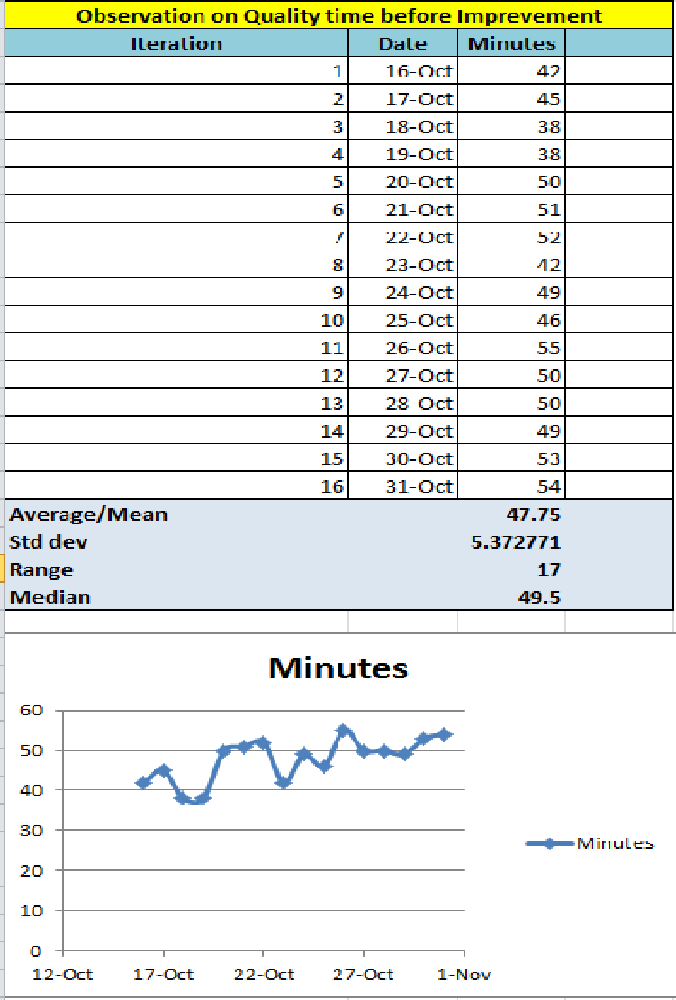 Observation on Quality time before Imprevement
Iteration Date Minutes
1 16-Oct 42
2 17-Oct 45
3 18-Oct 38
4 19-Oct 38
5 20-Oct 50
6 21-Oct 51
7 22-Oct 52
8 23-Oct 42
9 24-Oct 49
10 25-Oct 46
11 26-Oct 55
12 27-Oct 50
13 28-Oct 50
14 29-Oct 49
15 30-Oct 53
16 31-Oct 54
Average/Mean 47.75
Std dev 5.372771
Range 17
Median 49.5
Minutes
60
50
40
30
20
10
0
12-Oct 17-Oct 22-Oct 27-Oct 1-Nov
Minutes